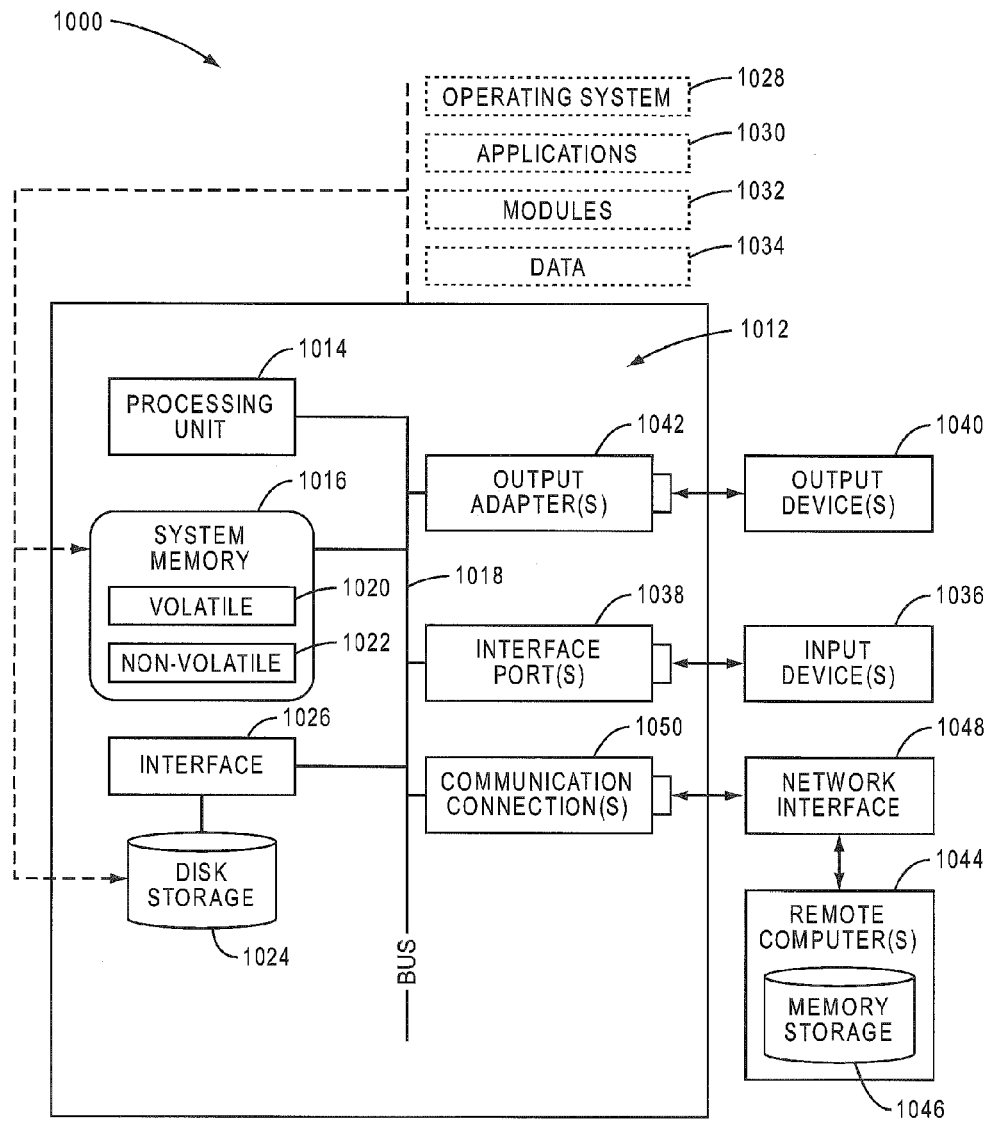 1000
OPERATING SYSTEM
1028
APPLICATIONS
1030
MODULES
1032
DATA
1034
1012
1014
PROCESSING
UNIT
1042
OUTPUT
ADAPTER(S)
1040
OUTPUT
DEVICE(S)
1016
SYSTEM
MEMORY
VOLATILE
1020
NON-VOLATILE
1022
1018
1038
INTERFACE
PORT(S)
1036
INPUT
DEVICE(S)
1026
INTERFACE
1050
COMMUNICATION
CONNECTION(S)
1048
NETWORK
INTERFACE
DISK
STORAGE
1024
BUS
1044
REMOTE
COMPUTER(S)
MEMORY
STORAGE
1046